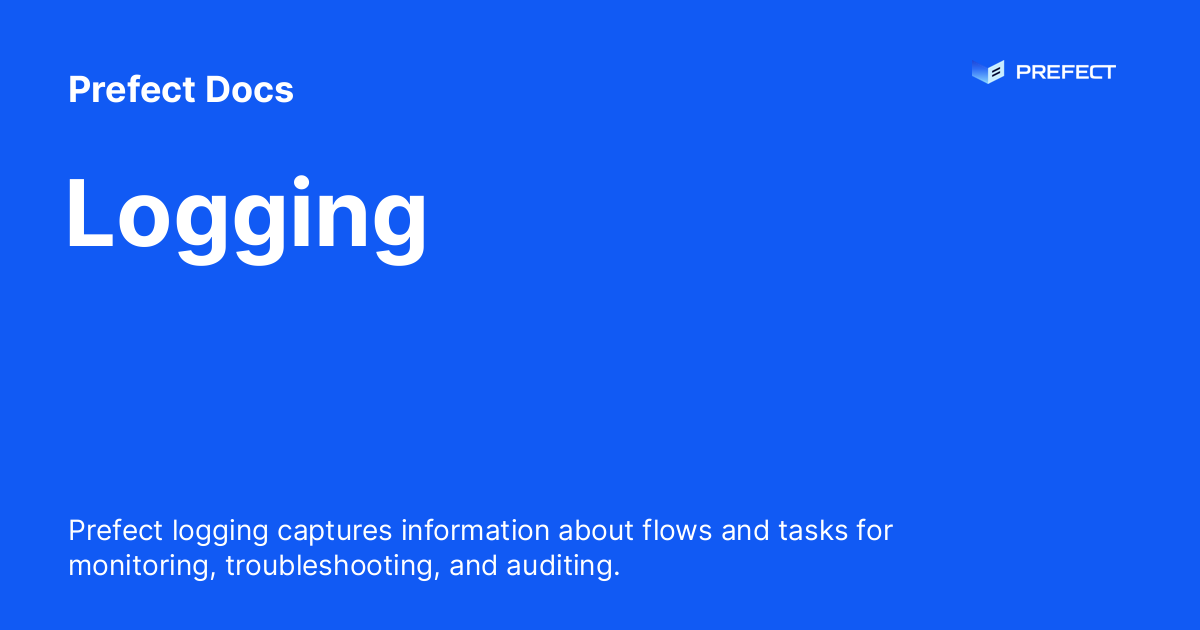 Prefect Docs
PREFECT
Logging
Prefect logging captures information about flows and tasks for
monitoring, troubleshooting, and auditing.